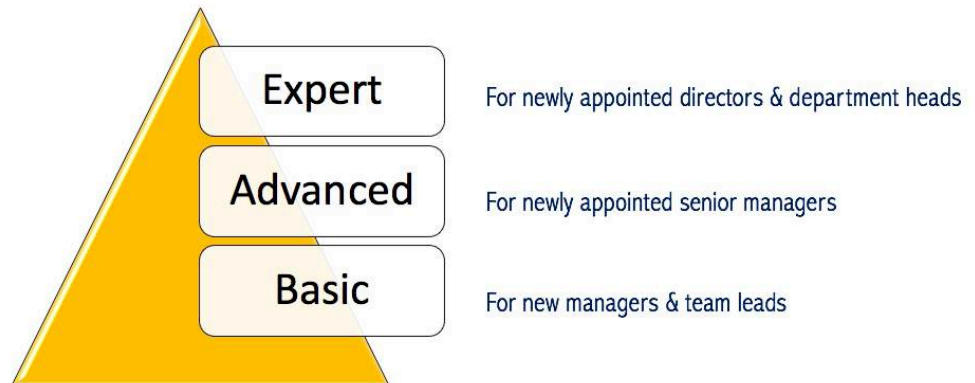 Expert
For newly appointed directors & department heads
Advanced
For newly appointed senior managers
Basic
For new managers & team leads